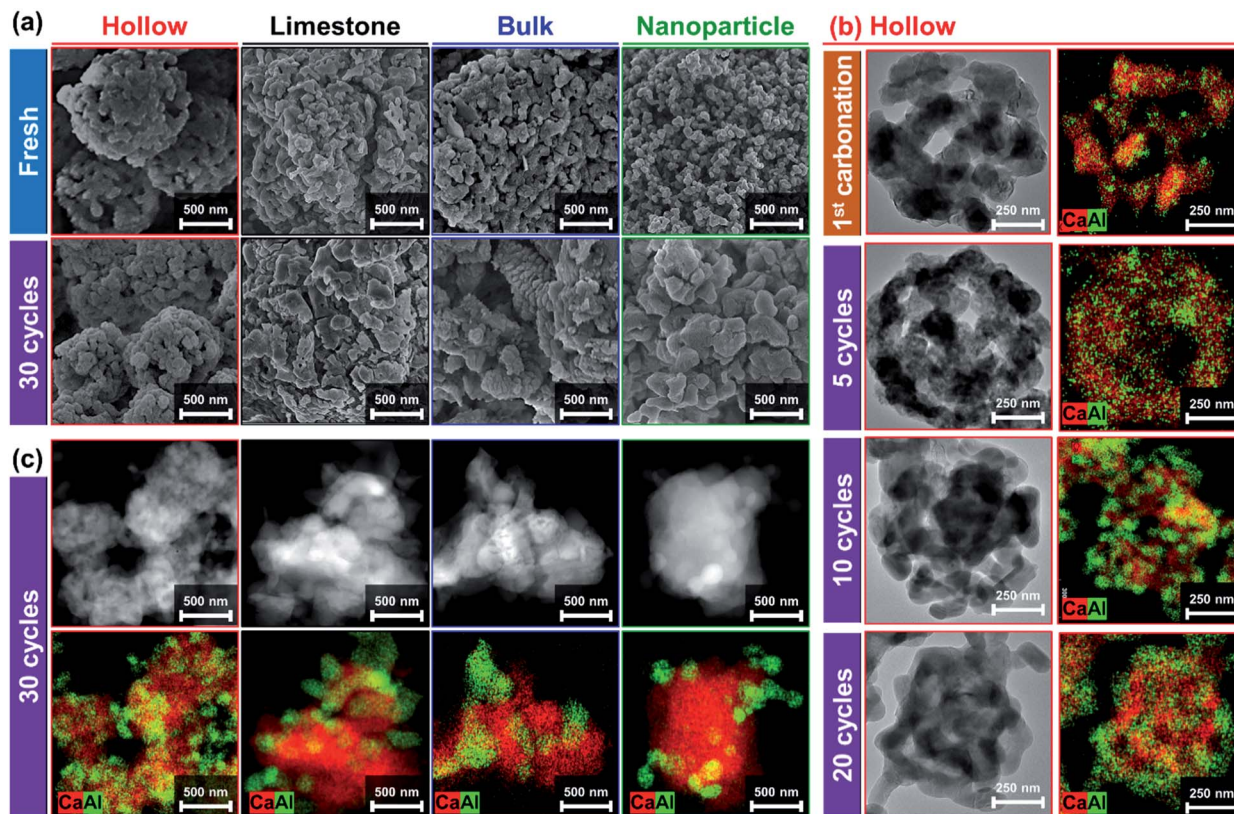 (a)
Hollow
Limestone
Bulk
Nanoparticle
Fresh
500 nm
500 nm
500 nm
500 nm
30 cycles
500 nm
500 nm
500 nm
500 nm
(b) Hollow
1st carbonation
250 nm
CaAl
250 nm
5 cycles
250 nm
CaAl
250 nm
10 cycles
250 nm
CaAl
250 nm
20 cycles
250 nm
CaAl
250 nm
(c)
30 cycles
500 nm
500 nm
500 nm
500 nm
CaAl
500 nm
CaAl
500 nm
CaAl
500 nm
CaAl
500 nm